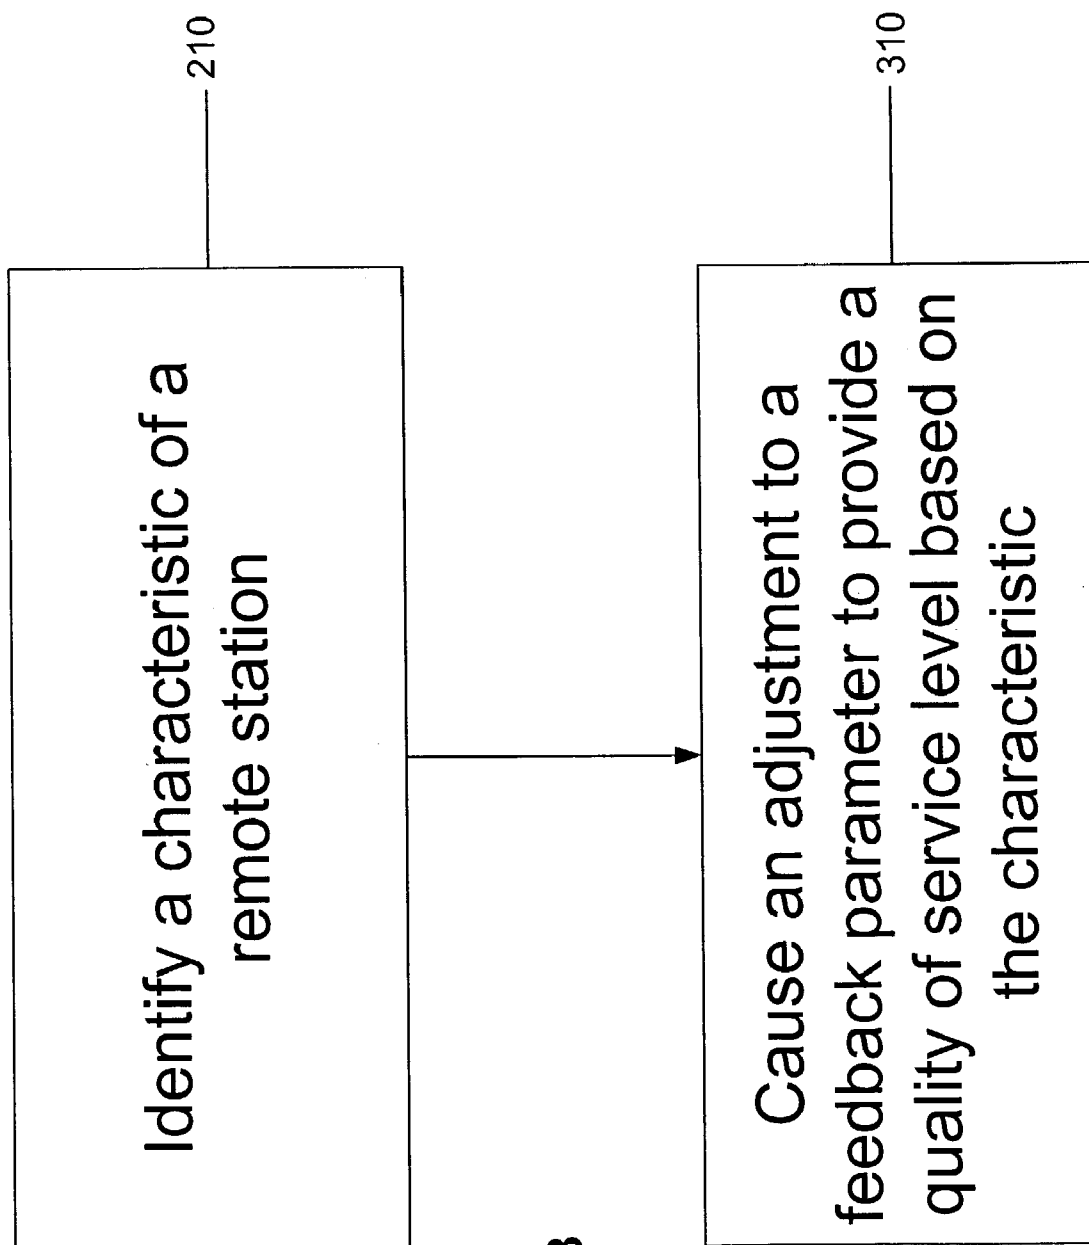 Identify a characteristic of a
remote station
210
Cause an adjustment to a
feedback parameter to provide a
quality of service level based on
the characteristic
310